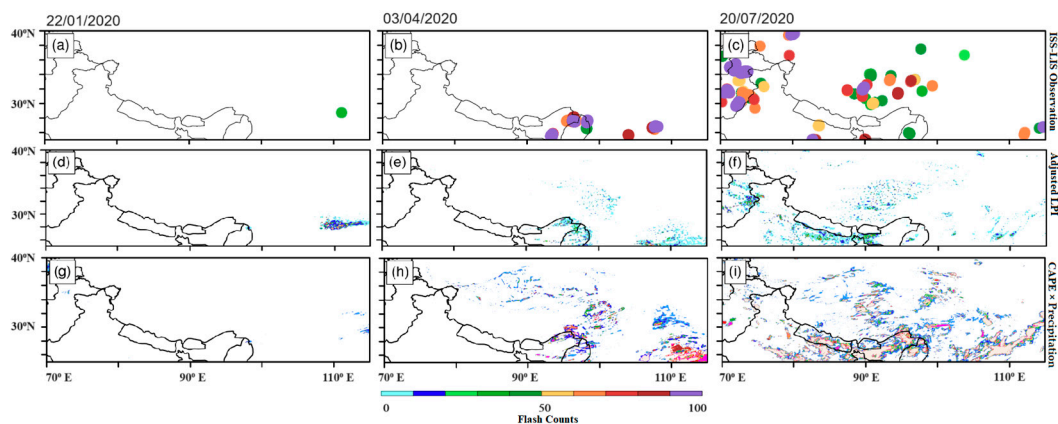 22/01/2020 03/04/2020 20/07/2020
40°N (a) (b) (c) ISS-LIS Observation
30°N
40°N (d) (e) (f) Adjusted LPI
30°N
40°N (g) (h) (i) CAPE × Precipitation
30°N
70° E 90°E 110°E 70° E 90°E 110°E 70° E 90°E 110°E
0 50 100
Flash Counts